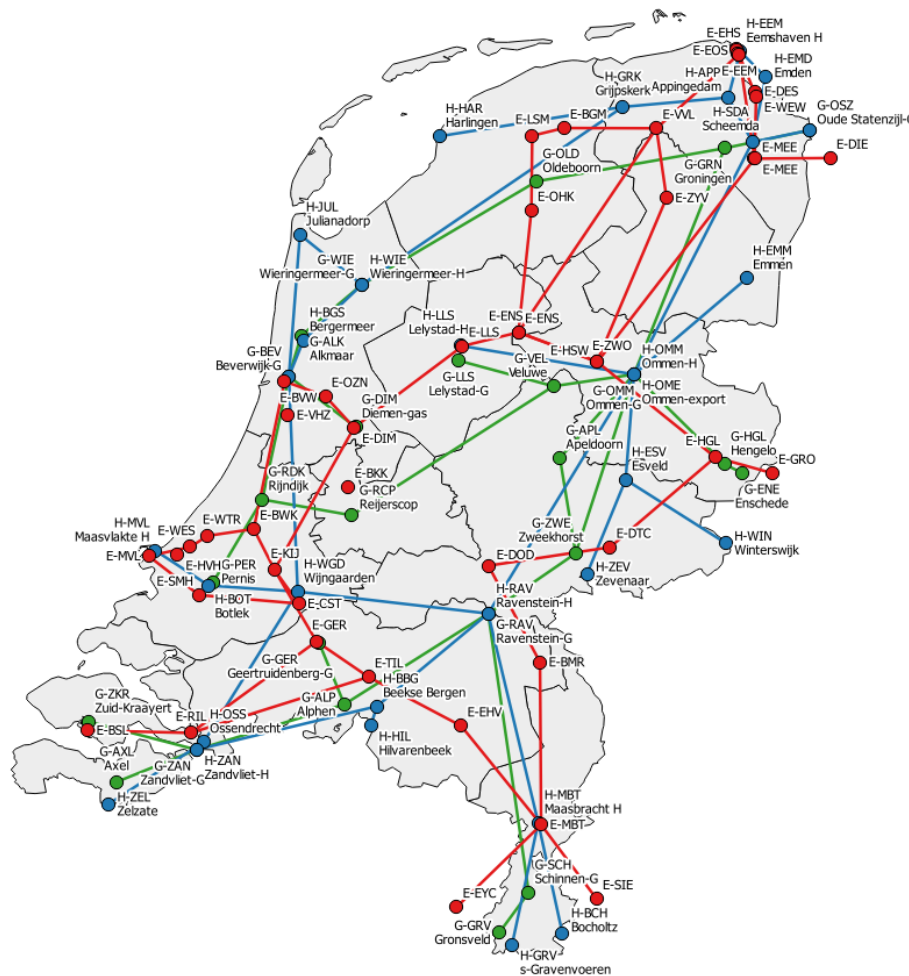 E-EHS
H-EEM
Eemshaven H
E-EOS
H-EMD
Emden
H-GRK
Grijpskerk
H-APP
Appingedam
E-EEM
E-DES
E-WEW
H-HAR
Harlingen
E-LSM
E-BGM
E-VVL
H-SDA
Scheemda
G-OSZ
Oude Statenzijl-G
G-OLD
Oldeboorn
G-GRN
Groningen
E-MEE
E-MEE
E-DIE
E-OHK
E-ZYV
H-JUL
Julianadorp
G-WIE
Wieringermeer-G
H-WIE
Wieringermeer-H
H-EMM
Emmen
H-BGS
Bergermeer
G-ALK
Alkmaar
H-LLS
Lelystad-H
E-LLS
E-ENS
E-ENS
E-HSW
E-ZWO
H-OMM
Ommen-H
G-BEV
Beverwijk-G
G-LLS
Lelystad-G
G-VEL
Veluwe
H-OME
Ommen-export
G-OMM
Ommen-G
E-BVW
E-OZN
E-VHZ
G-DIM
Diemen-gas
E-DIM
G-APL
Apeldoorn
E-HGL
G-HGL
Hengelo
E-GRO
G-ENE
Enschede
H-ESV
Esveld
G-RDK
Rijndijk
E-BKK
G-RCP
Reijerscop
E-BWK
H-MVL
Maasvlakte H
E-WES
E-WTR
E-MVL
E-HVH
G-PER
Pernis
E-KIJ
H-WGD
Wijngaarden
G-ZWE
Zweekhorst
E-DTC
H-WIN
Winterswijk
E-DOD
H-ZEV
Zevenaar
E-SMH
H-BOT
Botlek
E-CST
H-RAV
Ravenstein-H
G-RAV
Ravenstein-G
E-GER
G-GER
Geertruidenberg-G
E-TIL
E-BMR
H-BBG
Beekse Bergen
G-ZKR
Zuid-Kraayert
G-ALP
Alphen
E-BSL
E-RIL
H-OSS
Ossendrecht
E-EHV
H-HIL
Hilvarenbeek
G-AXL
Axel
G-ZAN
Zandvliet-G
H-ZAN
Zandvliet-H
H-ZEL
Zelzate
H-MBT
Maasbracht H
E-MBT
G-SCH
Schinnen-G
E-EYC
E-SIE
G-GRV
Gronsveld
H-BCH
Bocholtz
H-GRV
s-Gravenvoeren